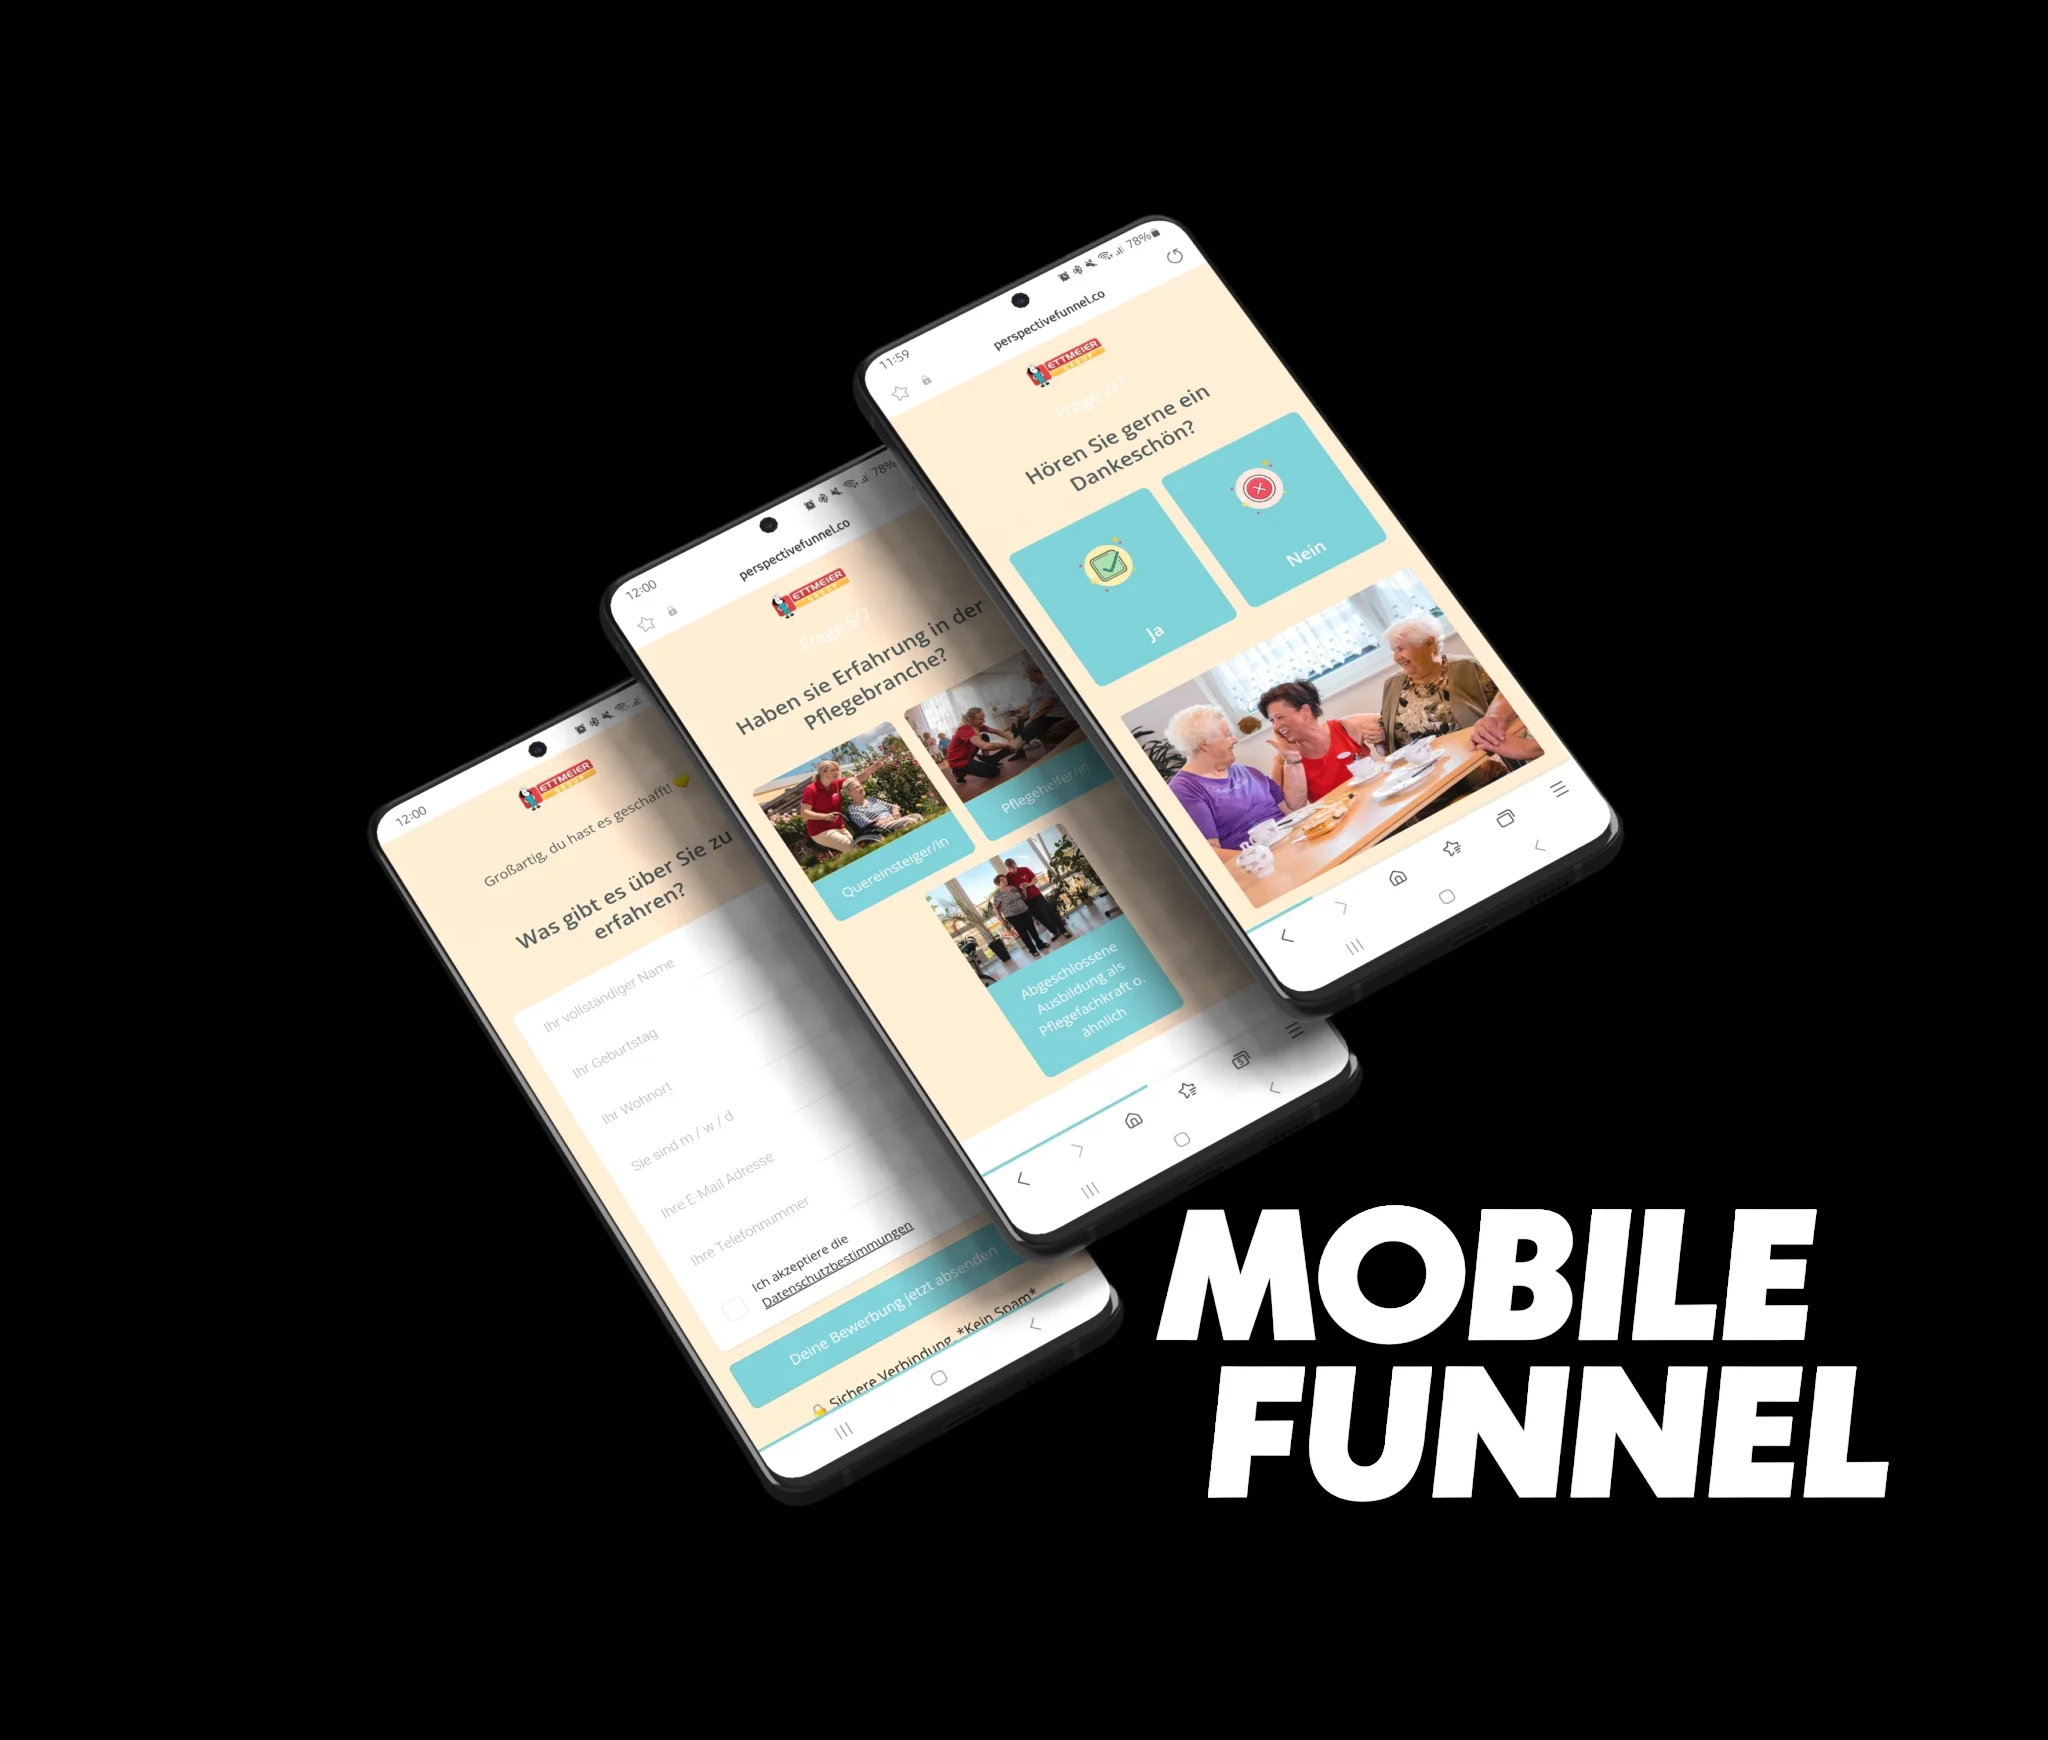 11:59
78%
perspectivefunnel.co
ETTMEIER
GROUP
Frage 2/7
Hören Sie gerne ein
Dankeschön?
Ja
Nein
12:00
78%
perspectivefunnel.co
ETTMEIER
GROUP
Frage 5/7
Haben sie Erfahrung in der
Pflegebranche?
Quereinsteiger/in
Pflegehelfer/in
Abgeschlossene
Ausbildung als
Pflegefachkraft o.
ähnlich
5
12:00
ETTMEIER
GROUP
Großartig, du hast es geschafft! 💛
Was gibt es über Sie zu
erfahren?
Ihr vollständiger Name
Ihr Geburtstag
Ihr Wohnort
Sie sind m / w / d
Ihre E-Mail Adresse
Ihre Telefonnummer
Ich akzeptiere die
Datenschutzbestimmungen
Deine Bewerbung jetzt absenden
🔒 Sichere Verbindung. *Kein Spam*
MOBILE
FUNNEL